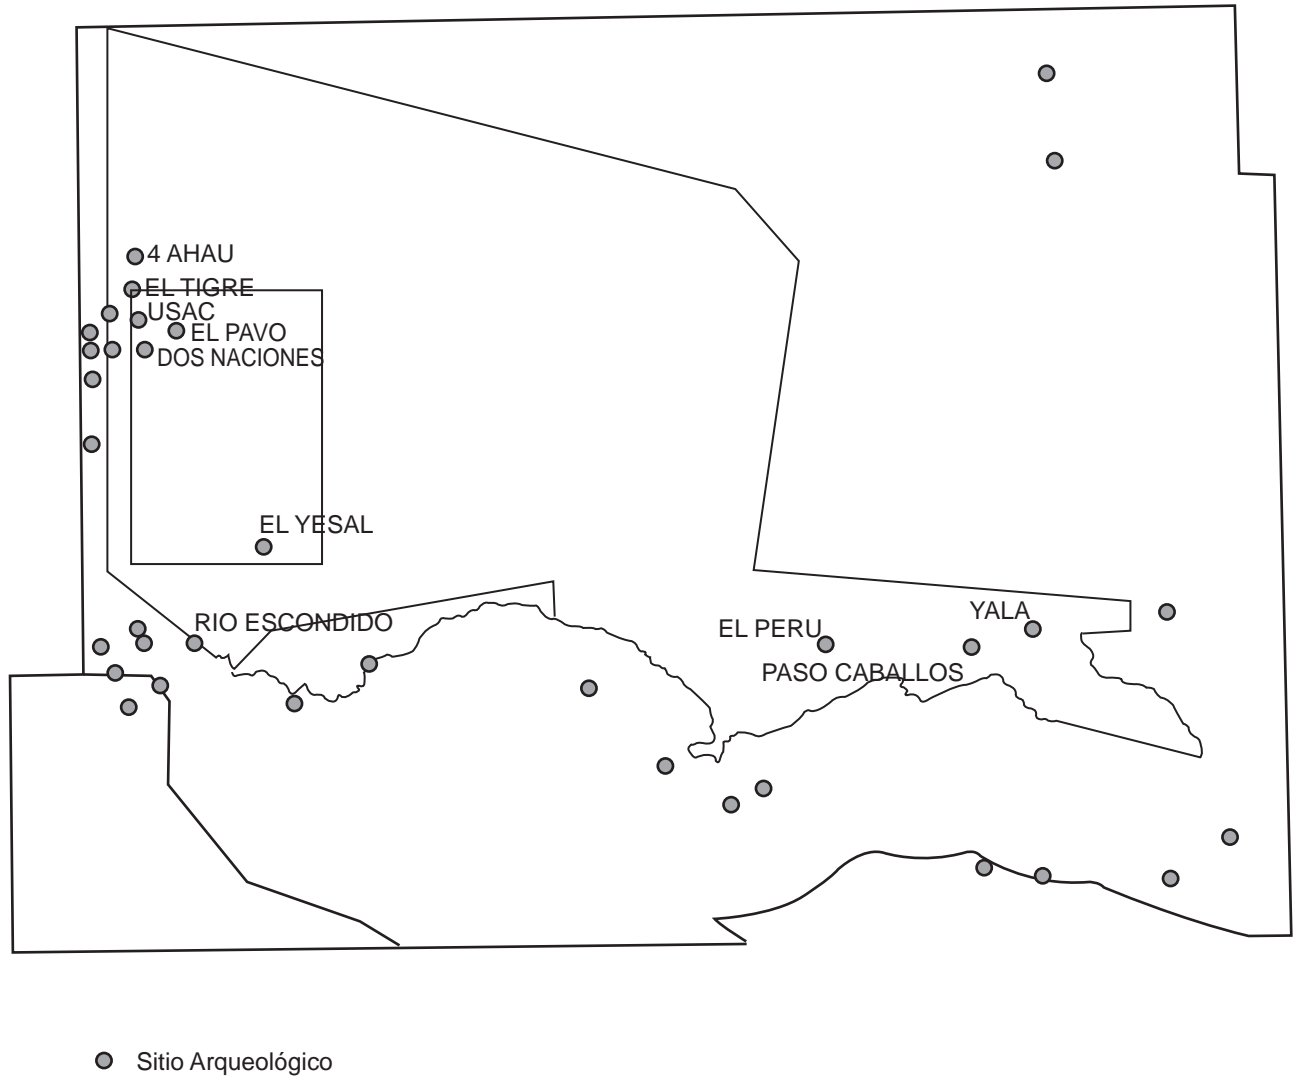 4 AHAU
EL TIGRE
USAC
EL PAVO
DOS NACIONES
EL YESAL
RIO ESCONDIDO
YALA
EL PERU
PASO CABALLOS
Sitio Arqueológico